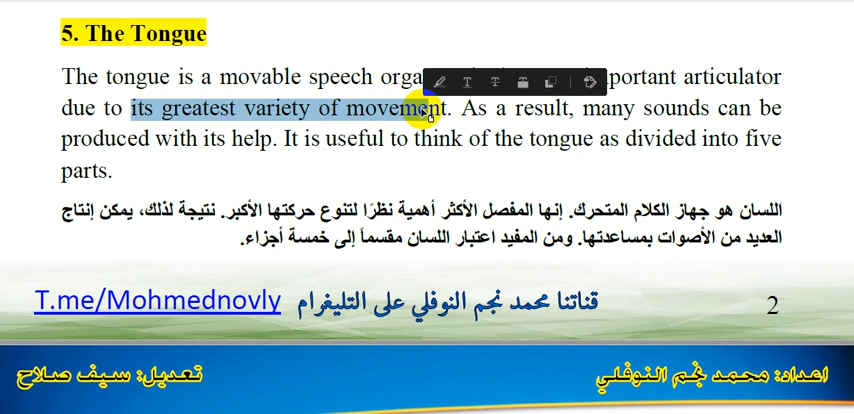 5. The Tongue
The tongue is a movable speech orga important articulator
due to its greatest variety of movement. As a result, many sounds can be
produced with its help. It is useful to think of the tongue as divided into five
parts.
اللسان هو جهاز الكلام المتحرك. إنها المفصل الأكثر أهمية نظرًا لتنوع حركتها الأكبر. نتيجة لذلك، يمكن إنتاج
العديد من الأصوات بمساعدتها. ومن المفيد اعتبار اللسان مقسماً إلى خمسة أجزاء.
قناتنا محمد نجم النوفلي على التليغرام T.me/Mohmednovly 2
اعداد: محمد نجم النوفلي تعديل: سيف صلاح